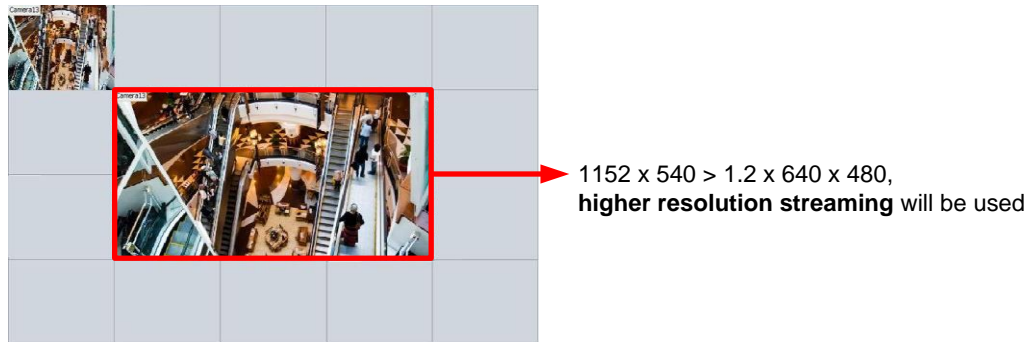 Camera13
Camera13
1152 x 540 > 1.2 x 640 x 480,
higher resolution streaming will be used